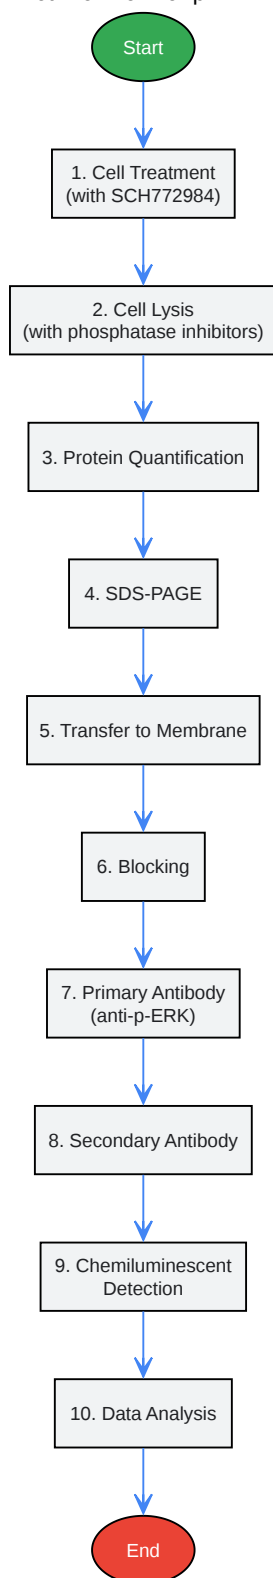 Start
1. Cell Treatment
(with SCH772984)
2. Cell Lysis
(with phosphatase inhibitors)
3. Protein Quantification
4. SDS-PAGE
5. Transfer to Membrane
6. Blocking
7. Primary Antibody
(anti-p-ERK)
8. Secondary Antibody
9. Chemiluminescent
Detection
10. Data Analysis
End